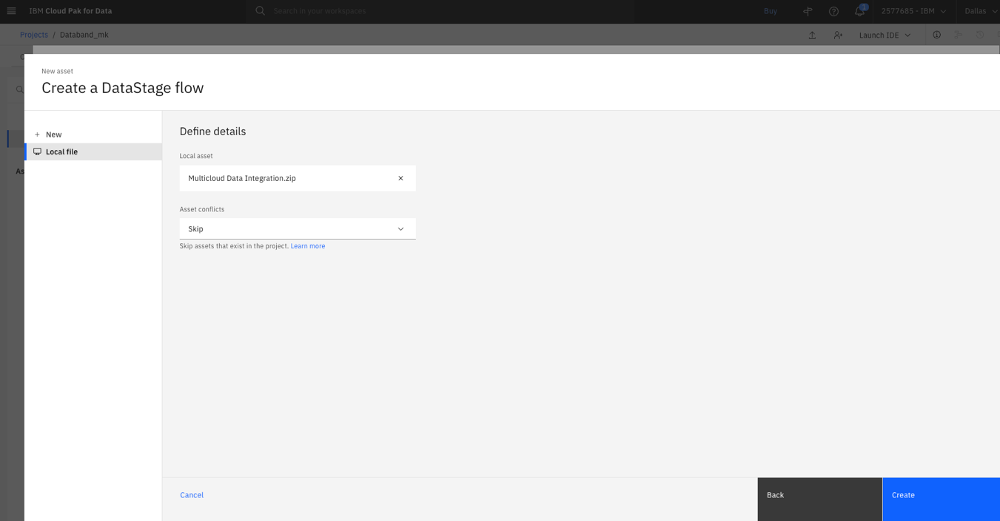 IBM Cloud Pak for Data
Search in your workspaces
Buy
1
2577685 - IBM
Dallas
Projects / Databand_mk
Launch IDE
New asset
Create a DataStage flow
+ New
Local file
As
Define details
Local asset
Multicloud Data Integration.zip
Asset conflicts
Skip
Skip assets that exist in the project. Learn more
Cancel
Back
Create